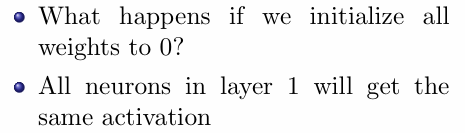 What happens if we initialize all
weights to 0?
All neurons in layer 1 will get the
same activation